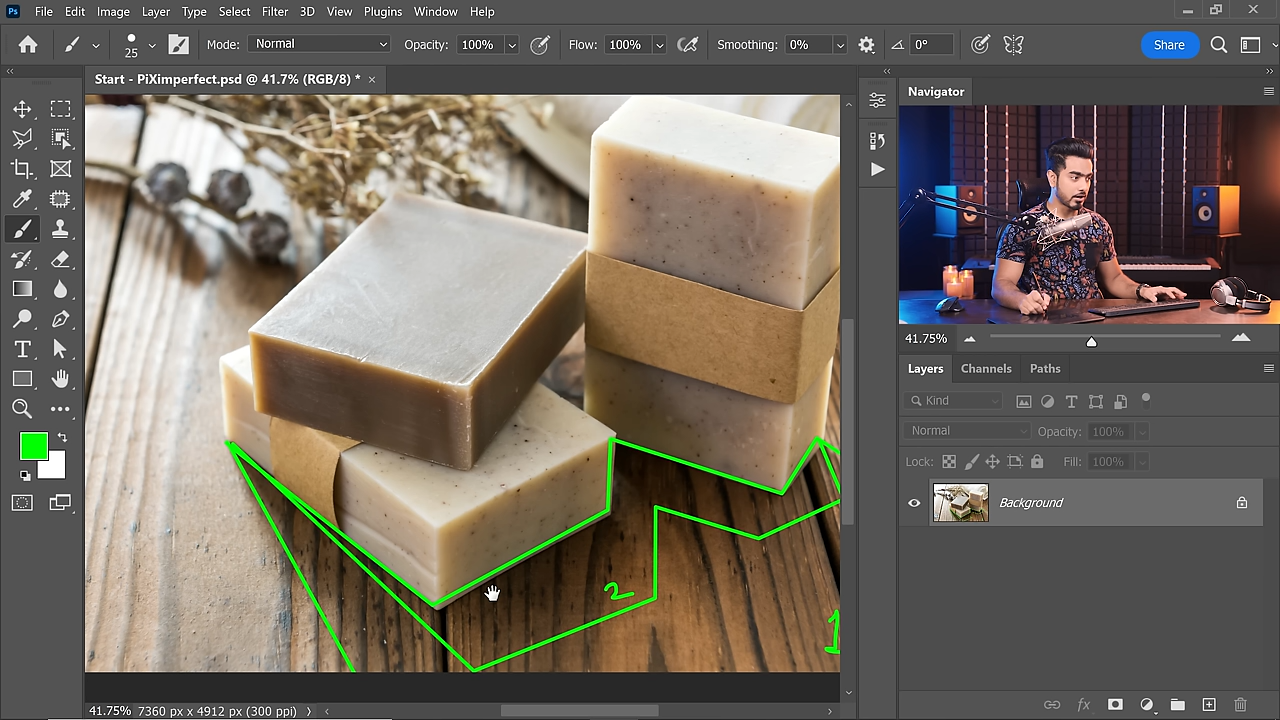 Ps File Edit Image Layer Type Select Filter 3D View Plugins Window Help
25 Mode: Normal Opacity: 100% Flow: 100% Smoothing: 0% 0° Share
Start - PiXimperfect.psd @ 41.7% (RGB/8) * ×
Navigator
41.75%
Layers Channels Paths
Kind
Normal Opacity: 100%
Lock: Fill: 100%
Background
2
1
fx
41.75% 7360 px x 4912 px (300 ppi)